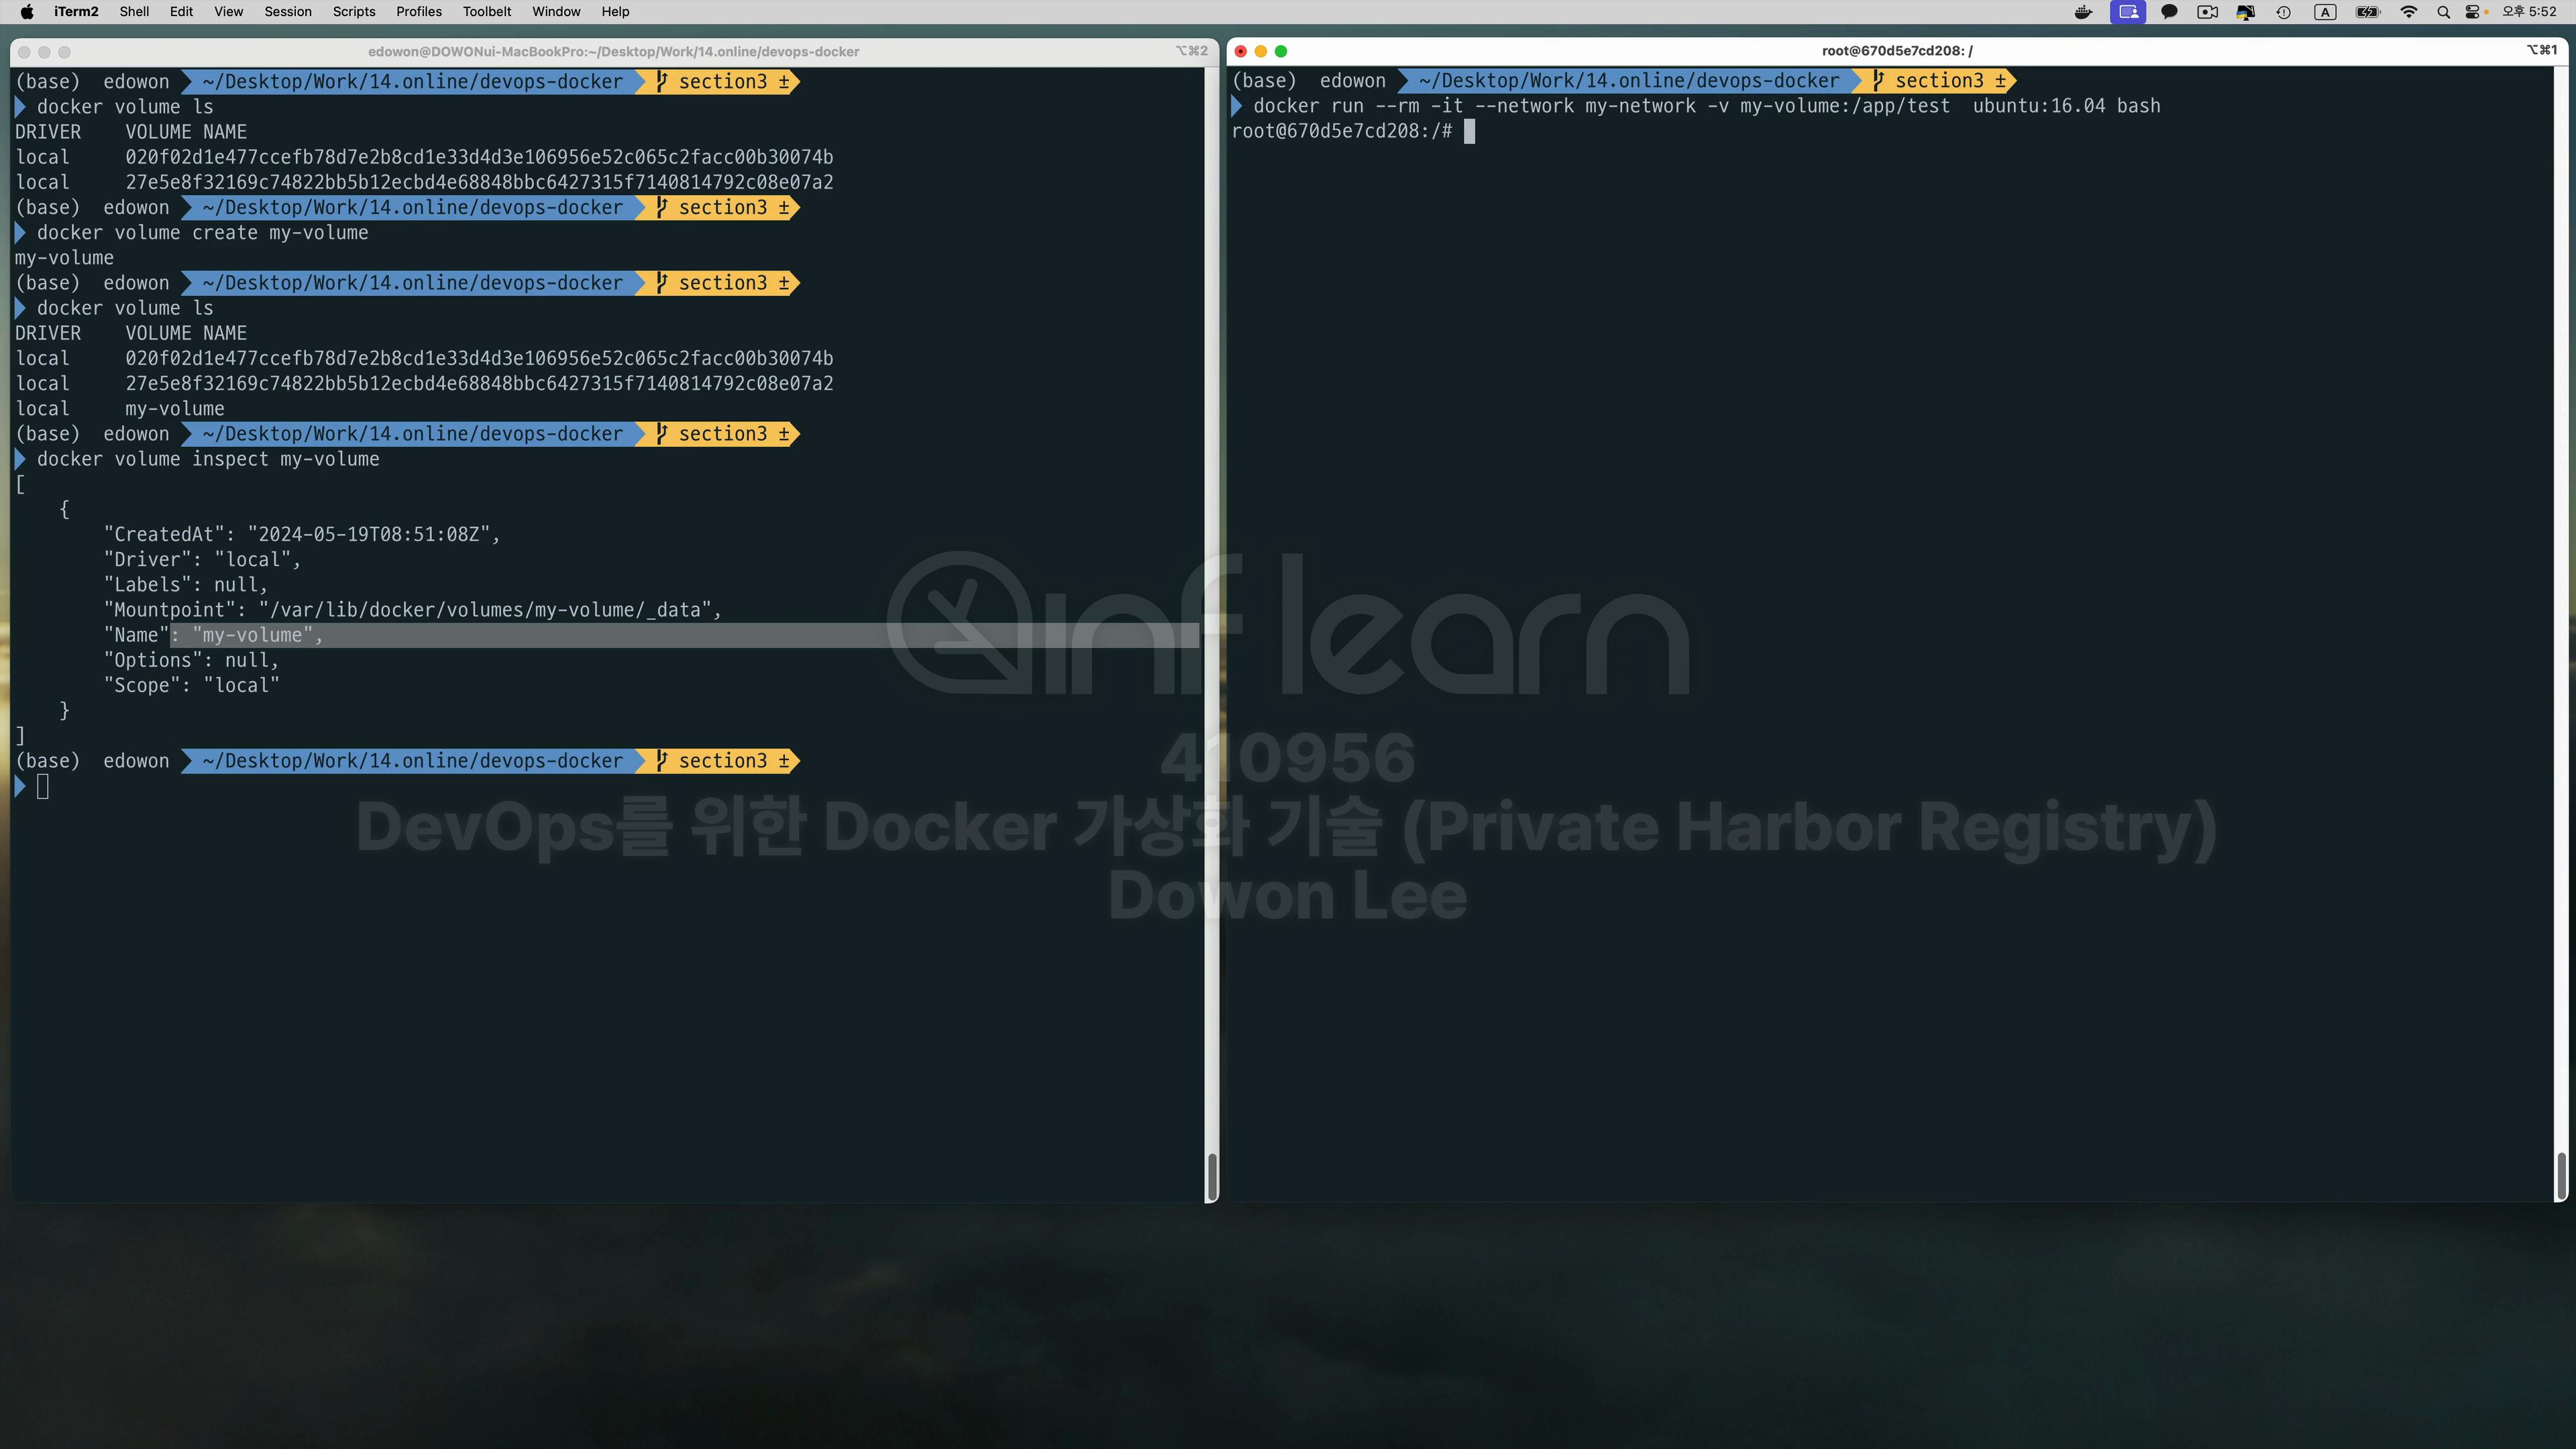 iTerm2 Shell Edit View Session Scripts Profiles Toolbelt Window Help
A 오후 5:52
edowon@DOWONui-MacBookPro:~/Desktop/Work/14.online/devops-docker ⌥⌘2
(base) edowon ~/Desktop/Work/14.online/devops-docker section3 ±
docker volume ls
DRIVER VOLUME NAME
local 020f02d1e477ccefb78d7e2b8cd1e33d4d3e106956e52c065c2facc00b30074b
local 27e5e8f32169c74822bb5b12ecbd4e68848bbc6427315f7140814792c08e07a2
(base) edowon ~/Desktop/Work/14.online/devops-docker section3 ±
docker volume create my-volume
my-volume
(base) edowon ~/Desktop/Work/14.online/devops-docker section3 ±
docker volume ls
DRIVER VOLUME NAME
local 020f02d1e477ccefb78d7e2b8cd1e33d4d3e106956e52c065c2facc00b30074b
local 27e5e8f32169c74822bb5b12ecbd4e68848bbc6427315f7140814792c08e07a2
local my-volume
(base) edowon ~/Desktop/Work/14.online/devops-docker section3 ±
docker volume inspect my-volume
[
{
"CreatedAt": "2024-05-19T08:51:08Z",
"Driver": "local",
"Labels": null,
"Mountpoint": "/var/lib/docker/volumes/my-volume/_data",
"Name": "my-volume",
"Options": null,
"Scope": "local"
}
]
(base) edowon ~/Desktop/Work/14.online/devops-docker section3 ±
root@670d5e7cd208: / ⌥⌘1
(base) edowon ~/Desktop/Work/14.online/devops-docker section3 ±
docker run --rm -it --network my-network -v my-volume:/app/test ubuntu:16.04 bash
root@670d5e7cd208:/#
inflearn
410956
DevOps를 위한 Docker 가상화 기술 (Private Harbor Registry)
Dowon Lee